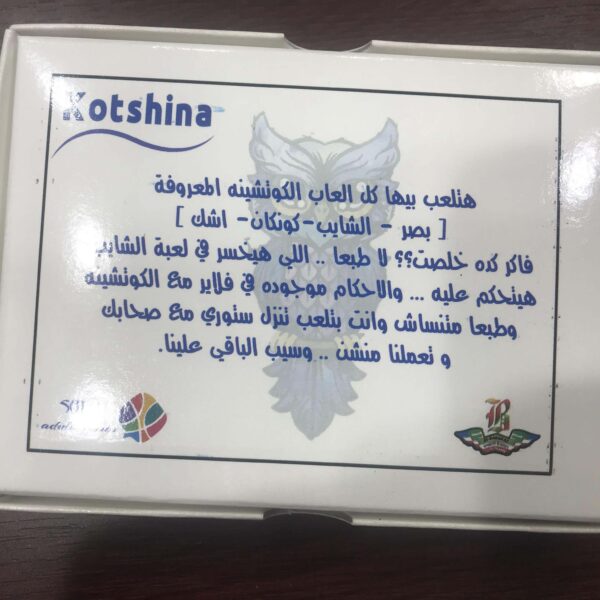 Kotshina
هتلعب بيها كل العاب الكوتشينه المعروفة
[ بصر - الشايب - كونكان - اشك ]
فاكر كده خلصت؟؟ لا طبعا .. اللي هيخسر في لعبة الشايب
هيتحكم عليه ... والاحكام موجوده في فلاير مع الكوتشينه
وطبعا متنساش وانت بتلعب تنزل ستوري مع صحابك
و تعملنا منشن .. وسيب الباقي علينا.